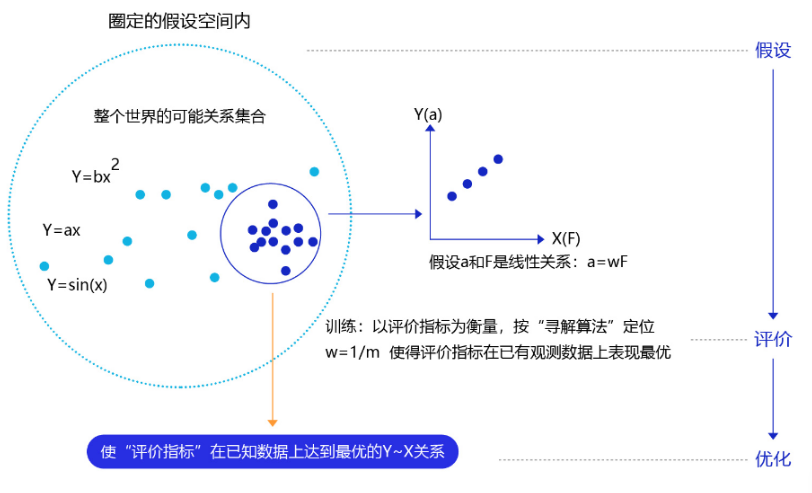 圈定的假设空间内
假设
整个世界的可能关系集合
Y(a)
Y=bx²
Y=ax
X(F)
假设a和F是线性关系：a=wF
Y=sin(x)
训练：以评价指标为衡量，按“寻解算法”定位
w=1/m 使得评价指标在已有观测数据上表现最优
评价
使“评价指标”在已知数据上达到最优的Y~X关系
优化